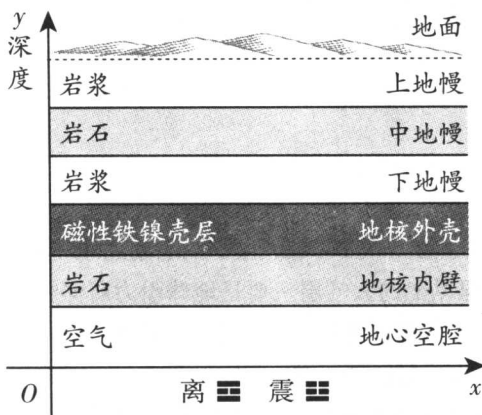 y
深度
地面
岩浆 上地幔
岩石 中地幔
岩浆 下地幔
磁性铁镍壳层 地核外壳
岩石 地核内壁
空气 地心空腔
O 离 ☲ 震 ☳ x